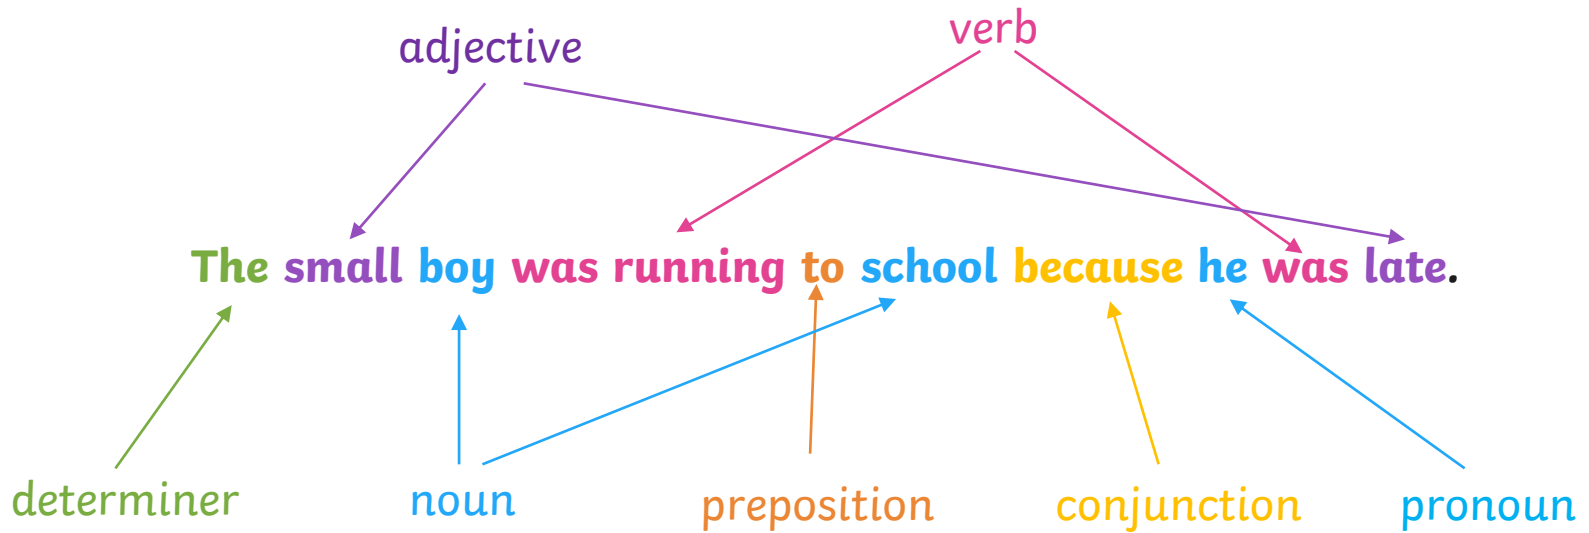 adjective verb
The small boy was running to school because he was late.
determiner noun preposition conjunction pronoun